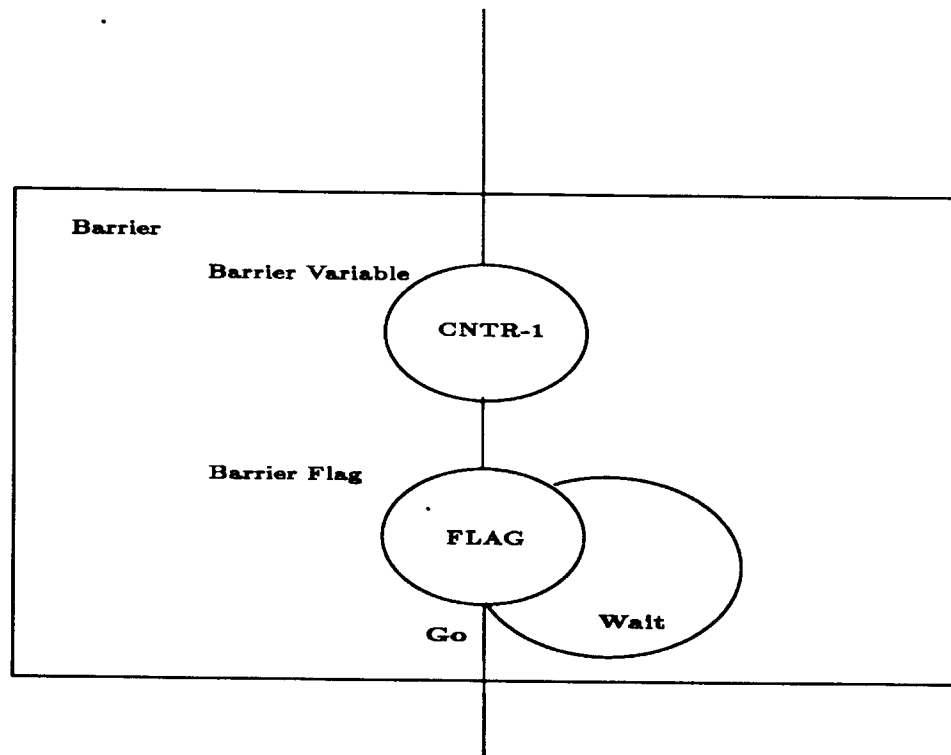 Barrier
Barrier Variable
CNTR-1
Barrier Flag
FLAG
Go
Wait